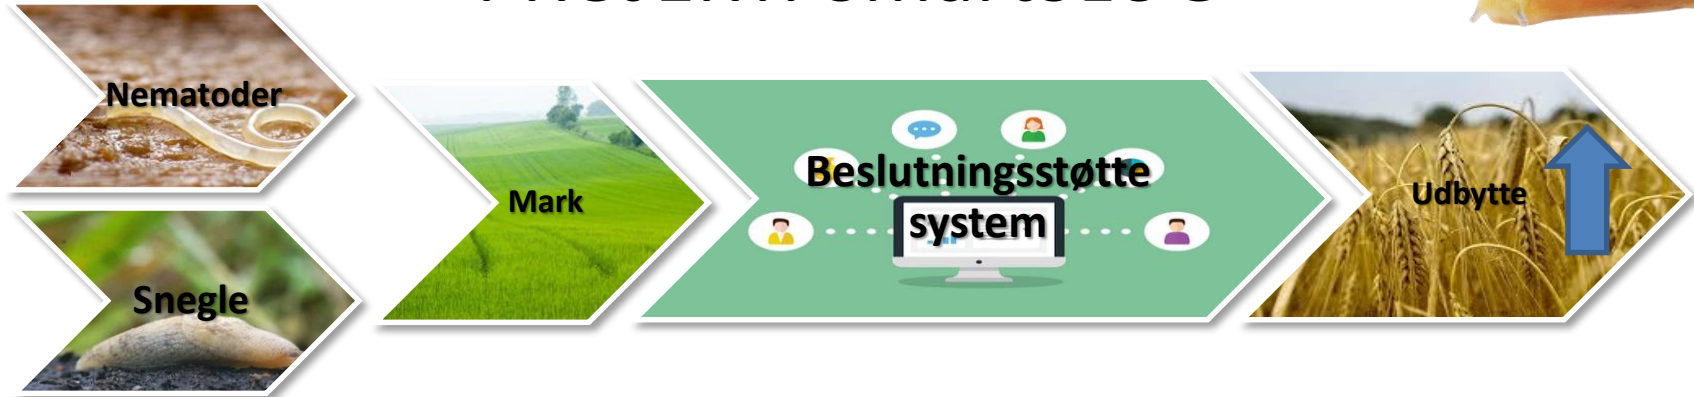 Nematoder
Snegle
Mark
Beslutningsstøtte
system
Udbytte